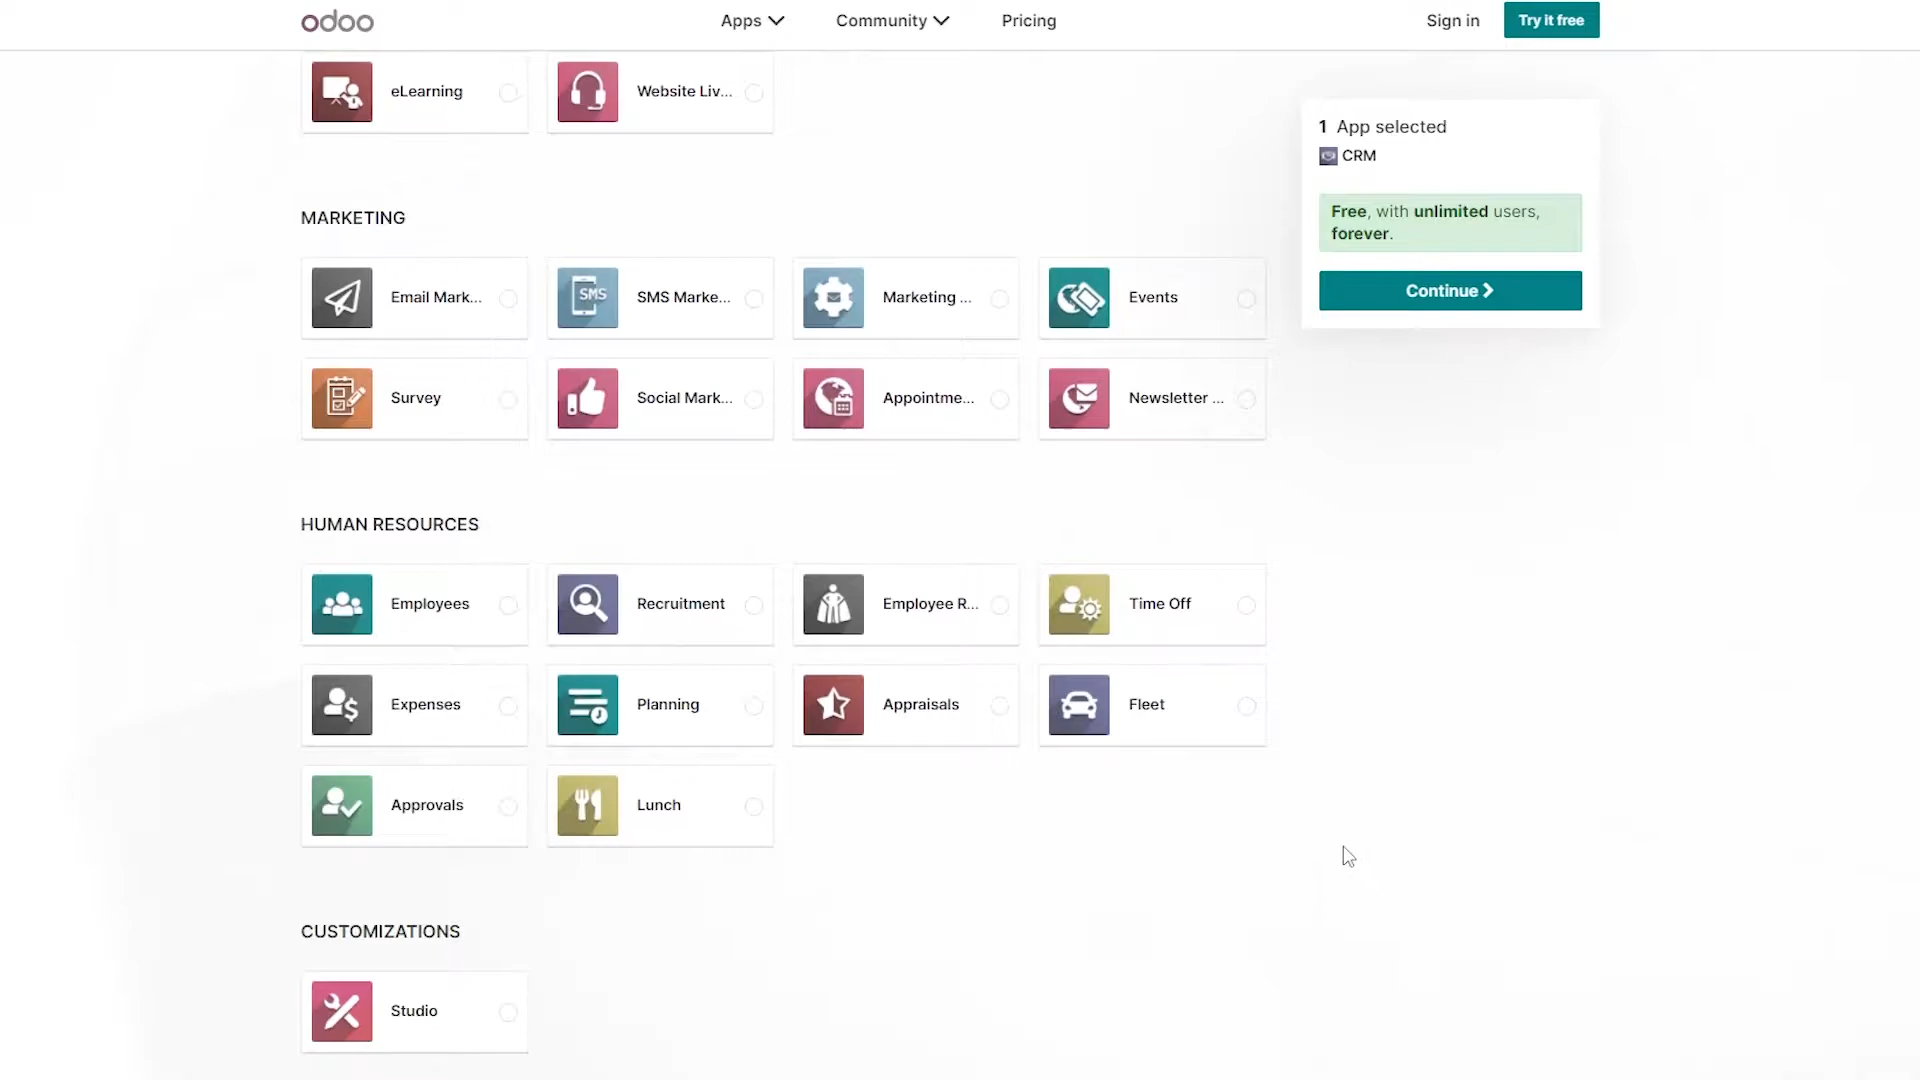 odoo
Apps
Community
Pricing
Sign in
Try it free
eLearning
Website Liv...
1 App selected
CRM
Free, with unlimited users,
forever.
Continue
MARKETING
Email Mark...
SMS
SMS Marke...
Marketing ...
Events
Survey
Social Mark...
Appointme...
Newsletter ...
HUMAN RESOURCES
Employees
Recruitment
Employee R...
Time Off
Expenses
Planning
Appraisals
Fleet
Approvals
Lunch
CUSTOMIZATIONS
Studio